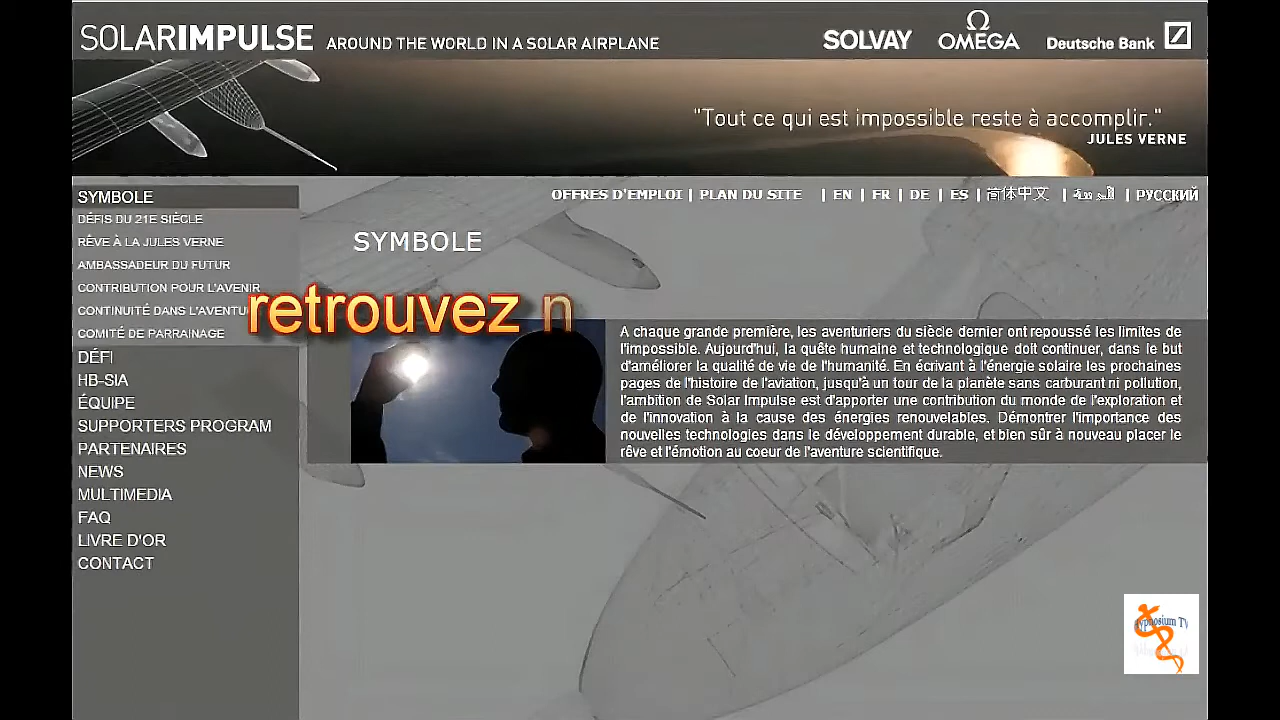 SOLARIMPULSE AROUND THE WORLD IN A SOLAR AIRPLANE
SOLVAY
Ω
OMEGA
Deutsche Bank
"Tout ce qui est impossible reste à accomplir."
JULES VERNE
OFFRES D'EMPLOI | PLAN DU SITE | EN | FR | DE | ES | 简体中文 | | РУССКИЙ
SYMBOLE
DÉFIS DU 21E SIÈCLE
RÊVE À LA JULES VERNE
AMBASSADEUR DU FUTUR
CONTRIBUTION POUR L'AVENIR
CONTINUITÉ DANS L'AVENTU
COMITÉ DE PARRAINAGE
DÉFI
HB-SIA
ÉQUIPE
SUPPORTERS PROGRAM
PARTENAIRES
NEWS
MULTIMEDIA
FAQ
LIVRE D'OR
CONTACT
SYMBOLE
retrouvez n
A chaque grande première, les aventuriers du siècle dernier ont repoussé les limites de
l'impossible. Aujourd'hui, la quête humaine et technologique doit continuer, dans le but
d'améliorer la qualité de vie de l'humanité. En écrivant à l'énergie solaire les prochaines
pages de l'histoire de l'aviation, jusqu'à un tour de la planète sans carburant ni pollution,
l'ambition de Solar Impulse est d'apporter une contribution du monde de l'exploration et
de l'innovation à la cause des énergies renouvelables. Démontrer l'importance des
nouvelles technologies dans le développement durable, et bien sûr à nouveau placer le
rêve et l'émotion au coeur de l'aventure scientifique.